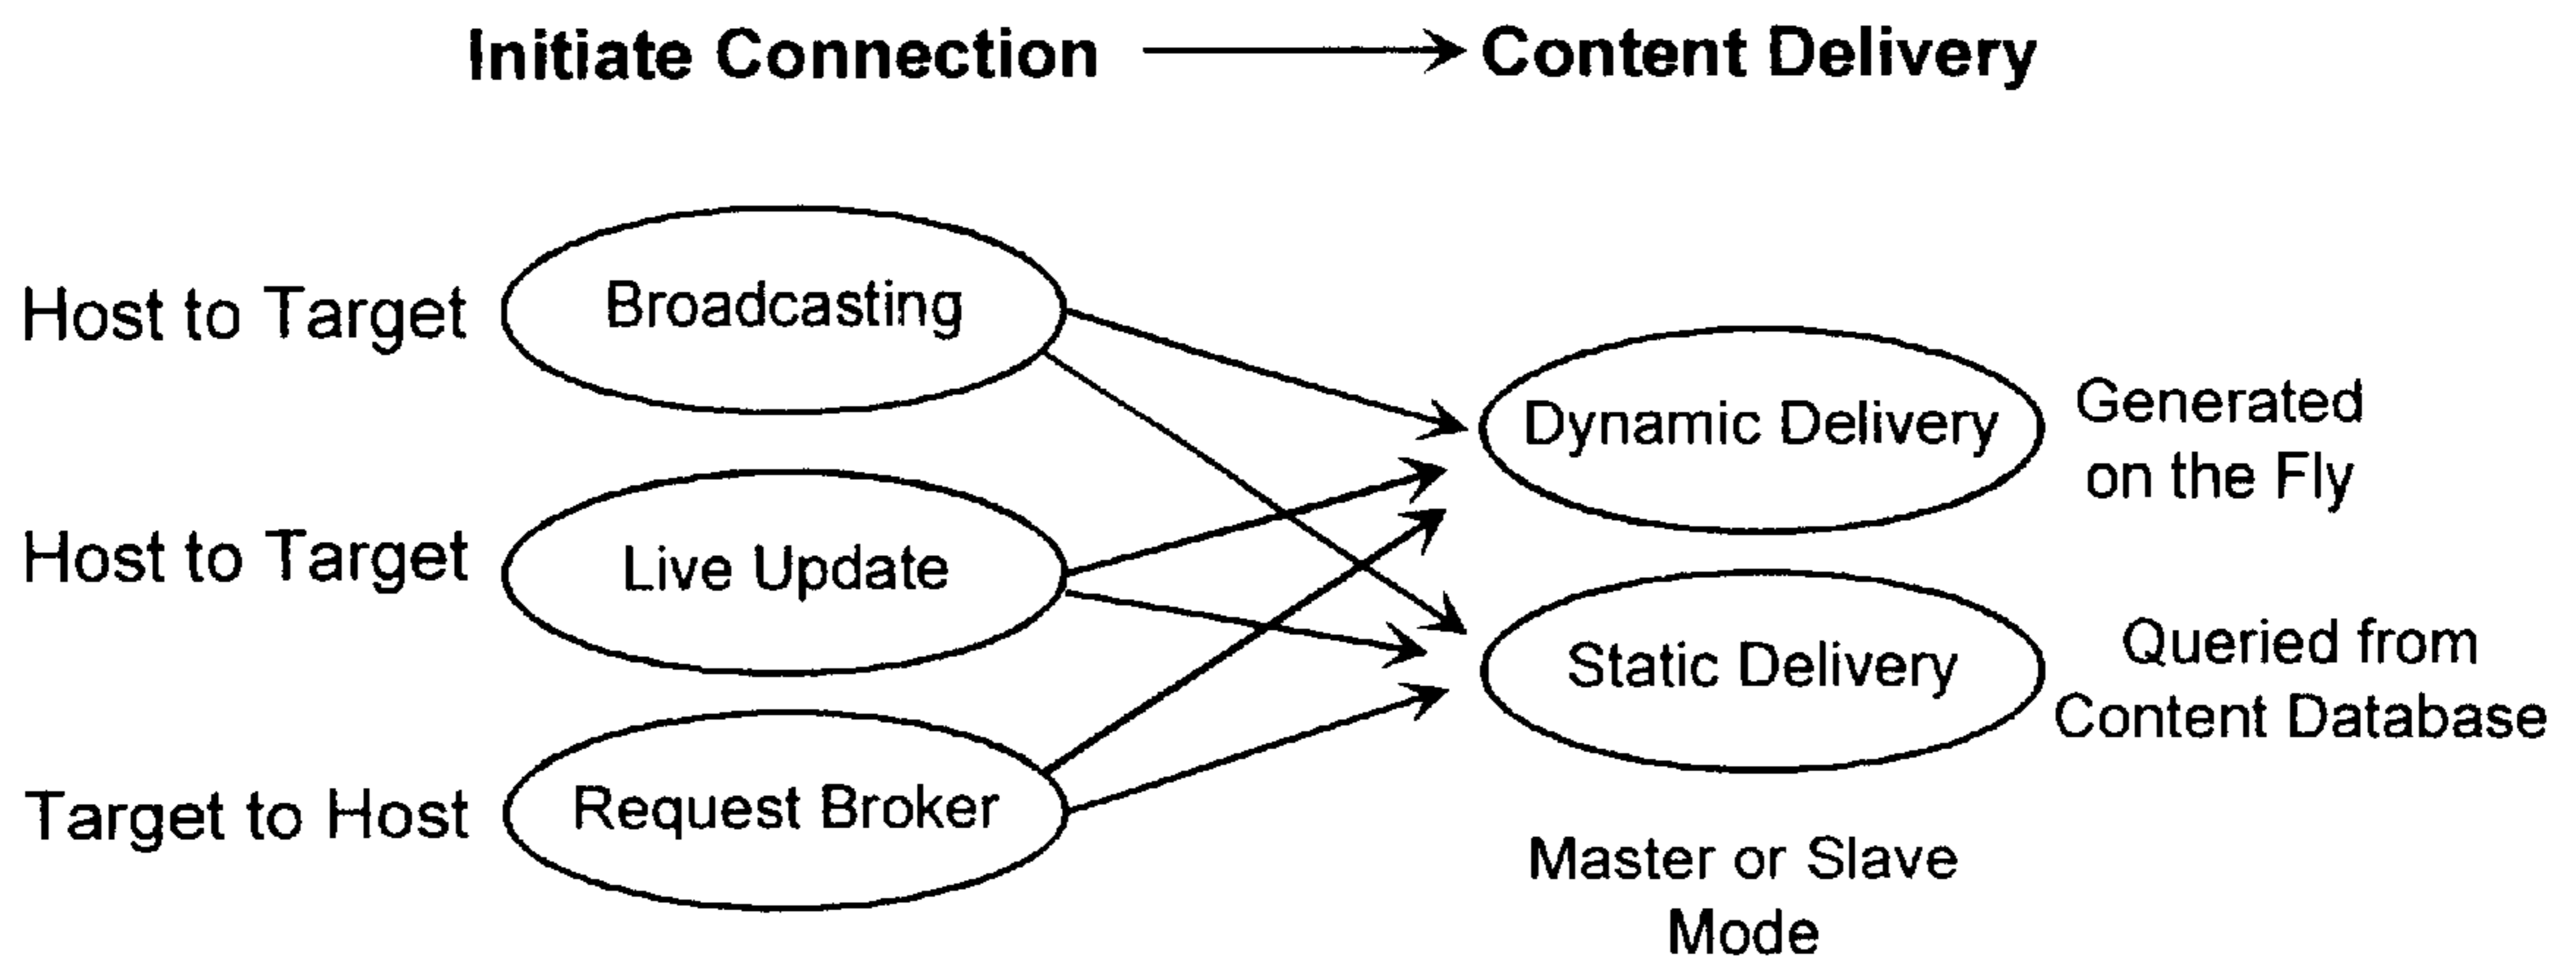 Initiate Connection Content Delivery
Host to Target Broadcasting
Dynamic Delivery
Generated
on the Fly
Host to Target Live Update
Static Delivery
Queried from
Content Database
Target to Host Request Broker
Master or Slave
Mode